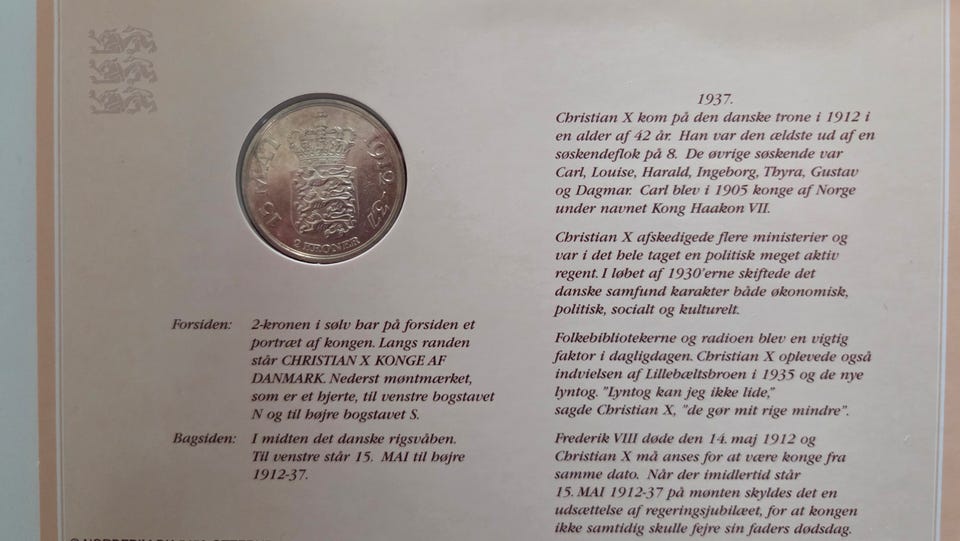 15. MAI
1912-37
2 KRONER
Forsiden: 2-kronen i sølv har på forsiden et
portræt af kongen. Langs randen
står CHRISTIAN X KONGE AF
DANMARK. Nederst møntmærket,
som er et hjerte, til venstre bogstavet
N og til højre bogstavet S.
Bagsiden: I midten det danske rigsvåben.
Til venstre står 15. MAI til højre
1912-37.
1937.
Christian X kom på den danske trone i 1912 i
en alder af 42 år. Han var den ældste ud af en
søskendeflok på 8. De øvrige søskende var
Carl, Louise, Harald, Ingeborg, Thyra, Gustav
og Dagmar. Carl blev i 1905 konge af Norge
under navnet Kong Haakon VII.
Christian X afskedigede flere ministerier og
var i det hele taget en politisk meget aktiv
regent. I løbet af 1930'erne skiftede det
danske samfund karakter både økonomisk,
politisk, socialt og kulturelt.
Folkebibliotekerne og radioen blev en vigtig
faktor i dagligdagen. Christian X oplevede også
indvielsen af Lillebæltsbroen i 1935 og de nye
lyntog. "Lyntog kan jeg ikke lide,"
sagde Christian X, "de gør mit rige mindre".
Frederik VIII døde den 14. maj 1912 og
Christian X må anses for at være konge fra
samme dato. Når der imidlertid står
15. MAI 1912-37 på mønten skyldes det en
udsættelse af regeringsjubilæet, for at kongen
ikke samtidig skulle fejre sin faders dødsdag.